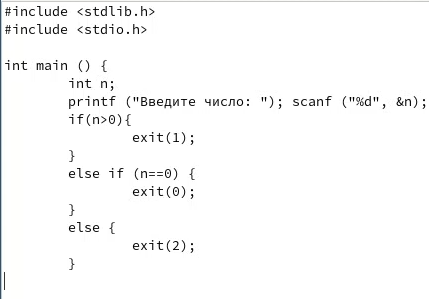 #include <stdlib.h>
#include <stdio.h>

int main () {
        int n;
        printf ("Введите число: "); scanf ("%d", &n);
        if(n>0){
                exit(1);
        }
        else if (n==0) {
                exit(0);
        }
        else {
                exit(2);
        }